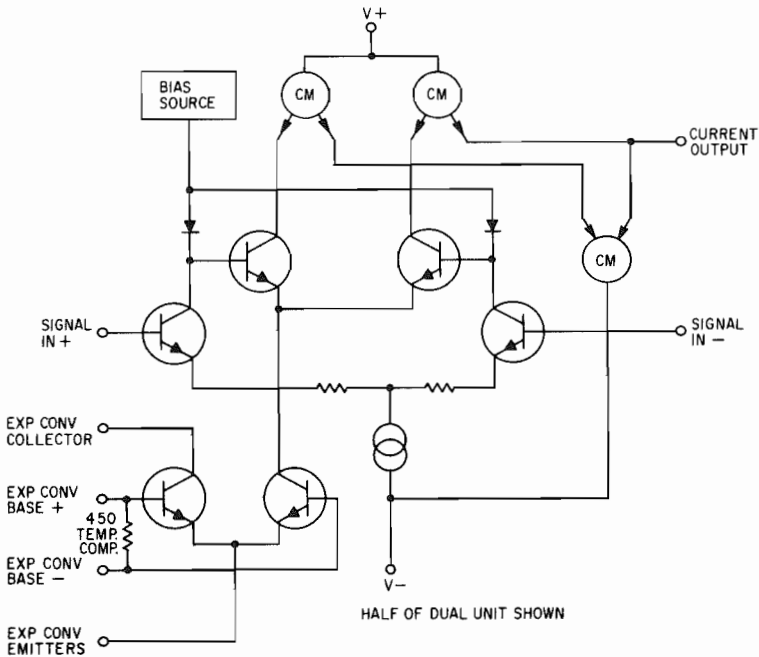 V+
BIAS
SOURCE
CM
CM
CURRENT
OUTPUT
CM
SIGNAL
IN +
SIGNAL
IN −
EXP CONV
COLLECTOR
EXP CONV
BASE +
450
TEMP.
COMP.
EXP CONV
BASE −
V−
HALF OF DUAL UNIT SHOWN
EXP CONV
EMITTERS